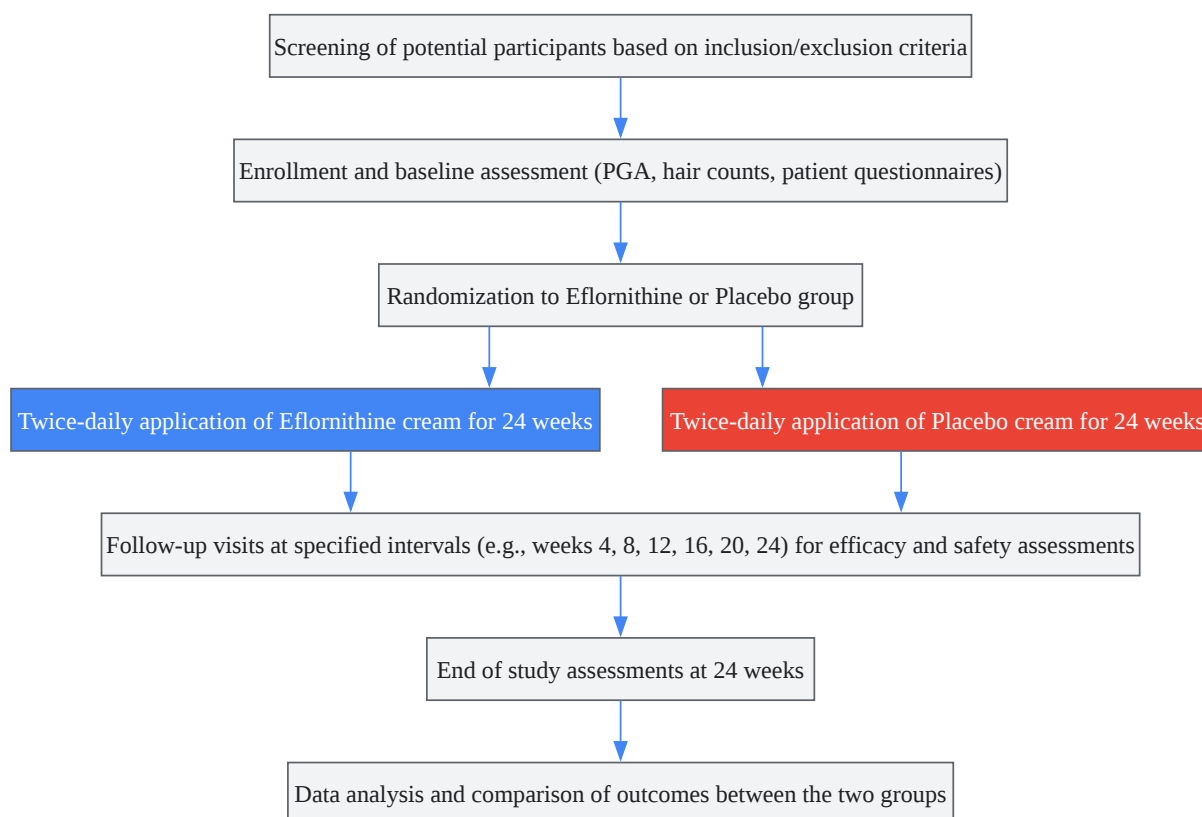 Screening of potential participants based on inclusion/exclusion criteria
Enrollment and baseline assessment (PGA, hair counts, patient questionnaires)
Randomization to Eflornithine or Placebo group
Twice-daily application of Eflornithine cream for 24 weeks
Twice-daily application of Placebo cream for 24 weeks
Follow-up visits at specified intervals (e.g., weeks 4, 8, 12, 16, 20, 24) for efficacy and safety assessments
End of study assessments at 24 weeks
Data analysis and comparison of outcomes between the two groups